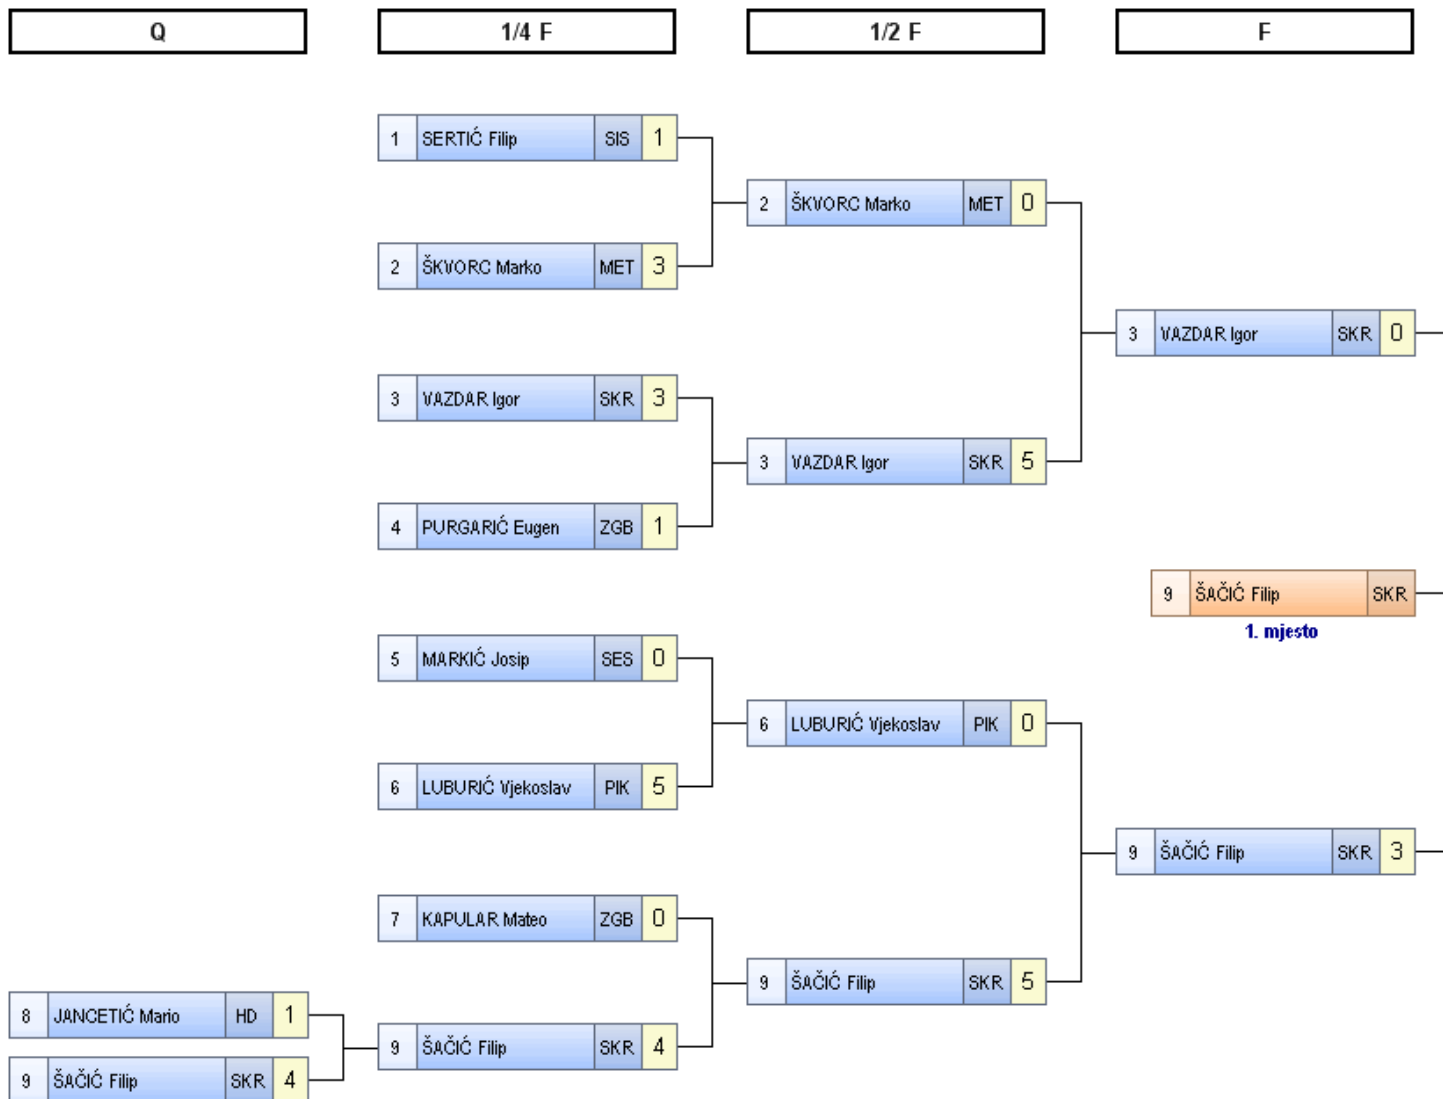 Q 1/4 F 1/2 F F
1 SERTIĆ Filip SIS 1
2 ŠKVORC Marko MET 0
2 ŠKVORC Marko MET 3
3 VAZDAR Igor SKR 0
3 VAZDAR Igor SKR 3
3 VAZDAR Igor SKR 5
4 PURGARIĆ Eugen ZGB 1
9 ŠAČIĆ Filip SKR
1. mjesto
5 MARKIĆ Josip SES 0
6 LUBURIĆ Vjekoslav PIK 0
6 LUBURIĆ Vjekoslav PIK 5
9 ŠAČIĆ Filip SKR 3
7 KAPULAR Mateo ZGB 0
9 ŠAČIĆ Filip SKR 5
8 JANCETIĆ Mario HD 1
9 ŠAČIĆ Filip SKR 4
9 ŠAČIĆ Filip SKR 4